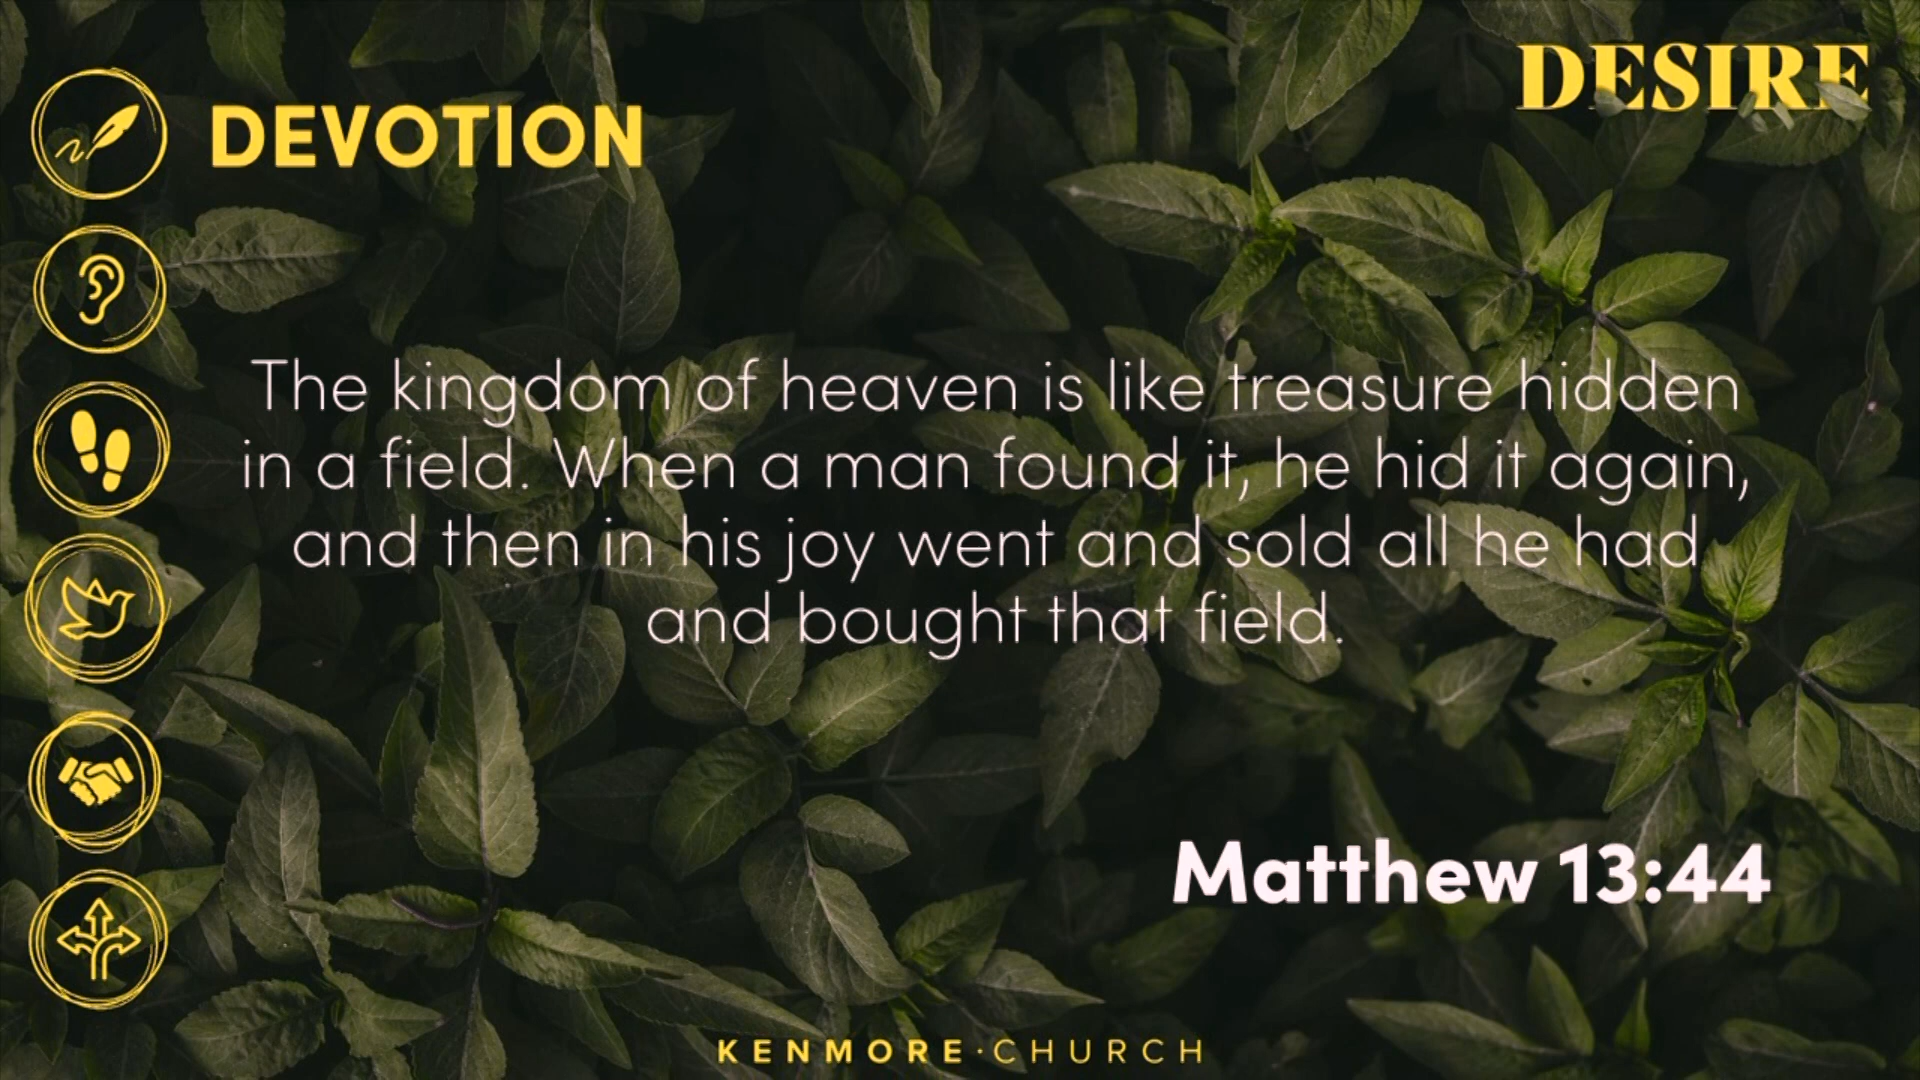 DESIRE
DEVOTION
The kingdom of heaven is like treasure hidden
in a field. When a man found it, he hid it again,
and then in his joy went and sold all he had
and bought that field.
Matthew 13:44
KENMORE·CHURCH